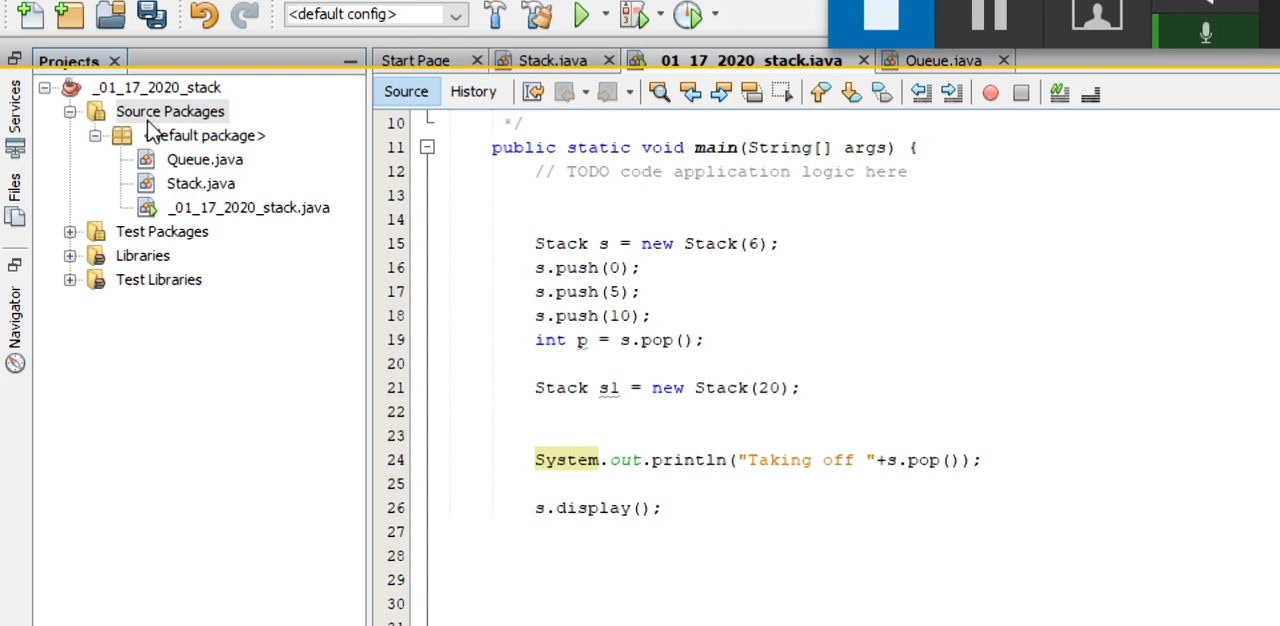 <default config>
Projects
Start Page
Stack.java
_01_17_2020_stack.java
Queue.java
Source
History
Services
Files
Navigator
_01_17_2020_stack
Source Packages
efault package>
Queue.java
Stack.java
_01_17_2020_stack.java
Test Packages
Libraries
Test Libraries
10 */
11 public static void main(String[] args) {
12 // TODO code application logic here
13
14
15 Stack s = new Stack(6);
16 s.push(0);
17 s.push(5);
18 s.push(10);
19 int p = s.pop();
20
21 Stack s1 = new Stack(20);
22
23
24 System.out.println("Taking off "+s.pop());
25
26 s.display();
27
28
29
30